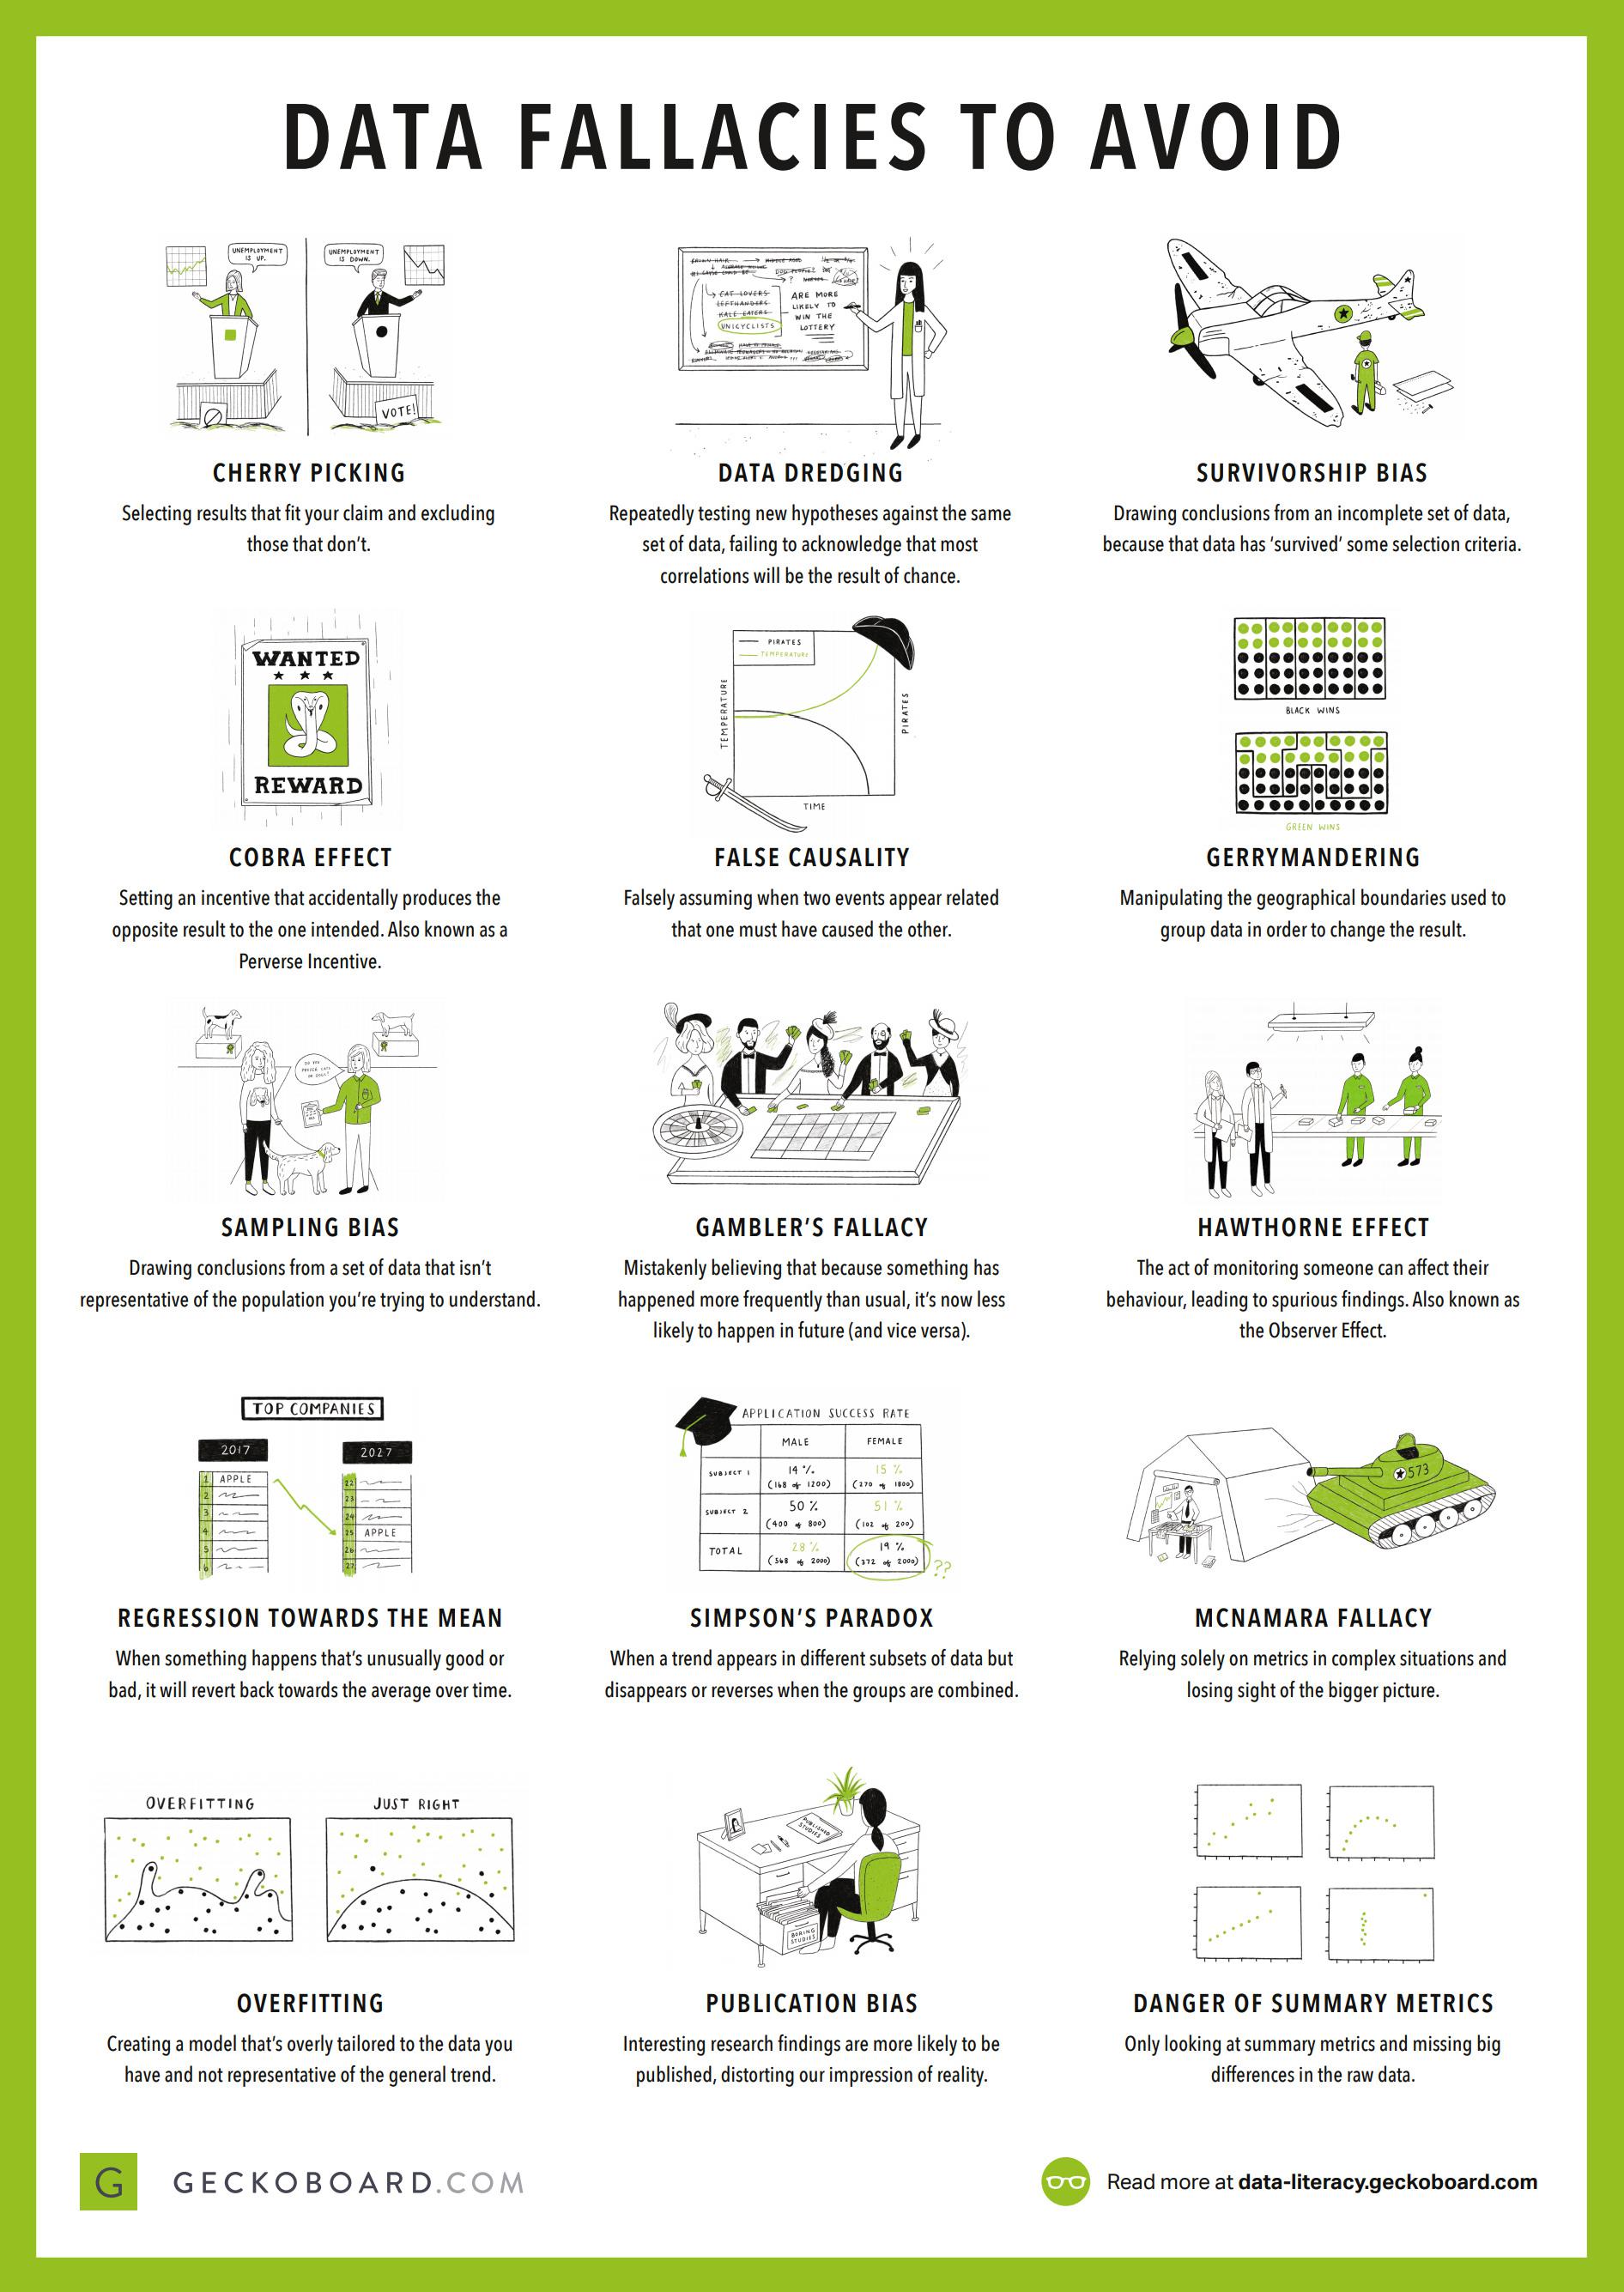 DATA FALLACIES TO AVOID
UNEMPLOYMENT
IS UP.
UNEMPLOYMENT
IS DOWN.
VOTE!
CHERRY PICKING
Selecting results that fit your claim and excluding
those that don't.
CAT LOVERS
LEFTHANDERS
KALE EATERS
UNICYCLISTS
ARE MORE
LIKELY TO
WIN THE
LOTTERY
DATA DREDGING
Repeatedly testing new hypotheses against the same
set of data, failing to acknowledge that most
correlations will be the result of chance.
SURVIVORSHIP BIAS
Drawing conclusions from an incomplete set of data,
because that data has ‘survived’ some selection criteria.
WANTED
REWARD
COBRA EFFECT
Setting an incentive that accidentally produces the
opposite result to the one intended. Also known as a
Perverse Incentive.
PIRATES
TEMPERATURE
TEMPERATURE
PIRATES
TIME
FALSE CAUSALITY
Falsely assuming when two events appear related
that one must have caused the other.
BLACK WINS
GREEN WINS
GERRYMANDERING
Manipulating the geographical boundaries used to
group data in order to change the result.
DO YOU
PREFER CATS
OR DOGS?
SAMPLING BIAS
Drawing conclusions from a set of data that isn't
representative of the population you're trying to understand.
GAMBLER'S FALLACY
Mistakenly believing that because something has
happened more frequently than usual, it's now less
likely to happen in future (and vice versa).
HAWTHORNE EFFECT
The act of monitoring someone can affect their
behaviour, leading to spurious findings. Also known as
the Observer Effect.
TOP COMPANIES
2017
1 APPLE
2
3
4
5
6
2027
22
23
24
25 APPLE
26
27
REGRESSION TOWARDS THE MEAN
When something happens that's unusually good or
bad, it will revert back towards the average over time.
APPLICATION SUCCESS RATE
MALE FEMALE
SUBJECT 1 14 % 15 %
(168 of 1200) (270 of 1800)
SUBJECT 2 50 % 51 %
(400 of 800) (102 of 200)
TOTAL 28 % 19 %
(568 of 2000) (372 of 2000) ??
SIMPSON'S PARADOX
When a trend appears in different subsets of data but
disappears or reverses when the groups are combined.
573
MCNAMARA FALLACY
Relying solely on metrics in complex situations and
losing sight of the bigger picture.
OVERFITTING
JUST RIGHT
OVERFITTING
Creating a model that's overly tailored to the data you
have and not representative of the general trend.
PUBLISHED
STUDIES
BORING
STUDIES
PUBLICATION BIAS
Interesting research findings are more likely to be
published, distorting our impression of reality.
DANGER OF SUMMARY METRICS
Only looking at summary metrics and missing big
differences in the raw data.
G GECKOBOARD.COM
Read more at data-literacy.geckoboard.com